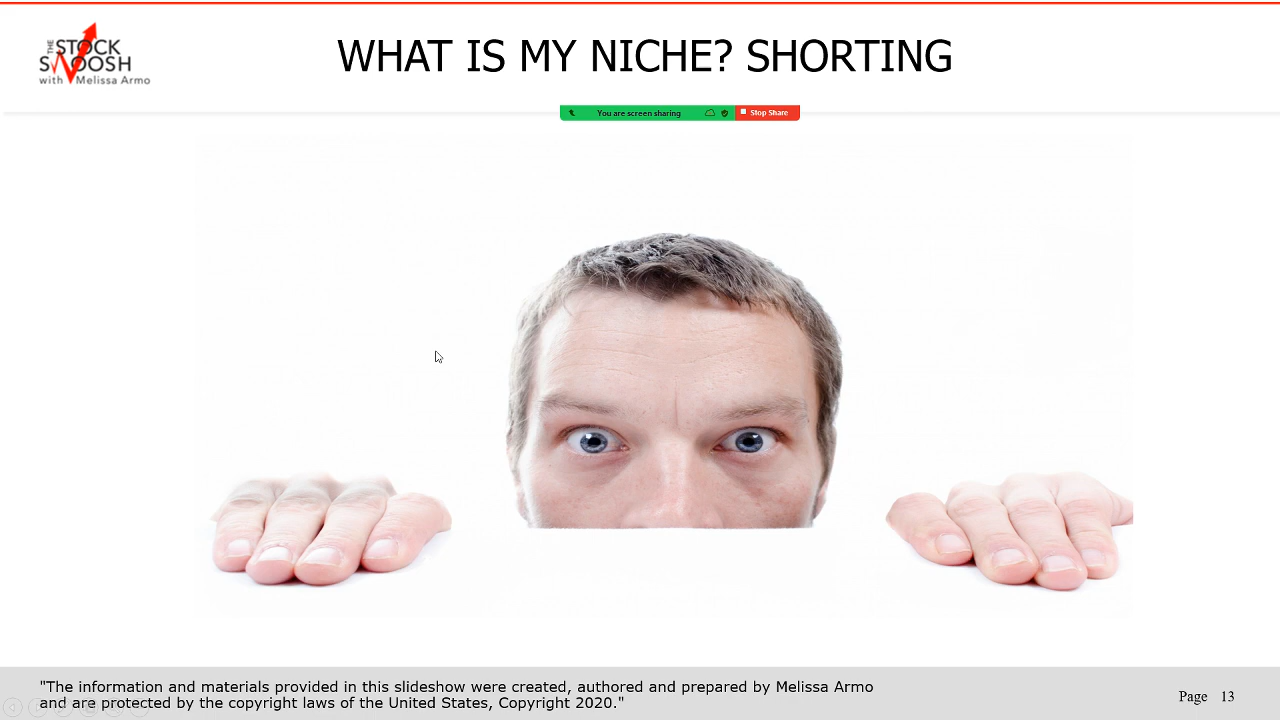 THE
STOCK
SWOOSH
with Melissa Armo
WHAT IS MY NICHE? SHORTING
You are screen sharing
Stop Share
"The information and materials provided in this slideshow were created, authored and prepared by Melissa Armo
and are protected by the copyright laws of the United States, Copyright 2020."
Page 13